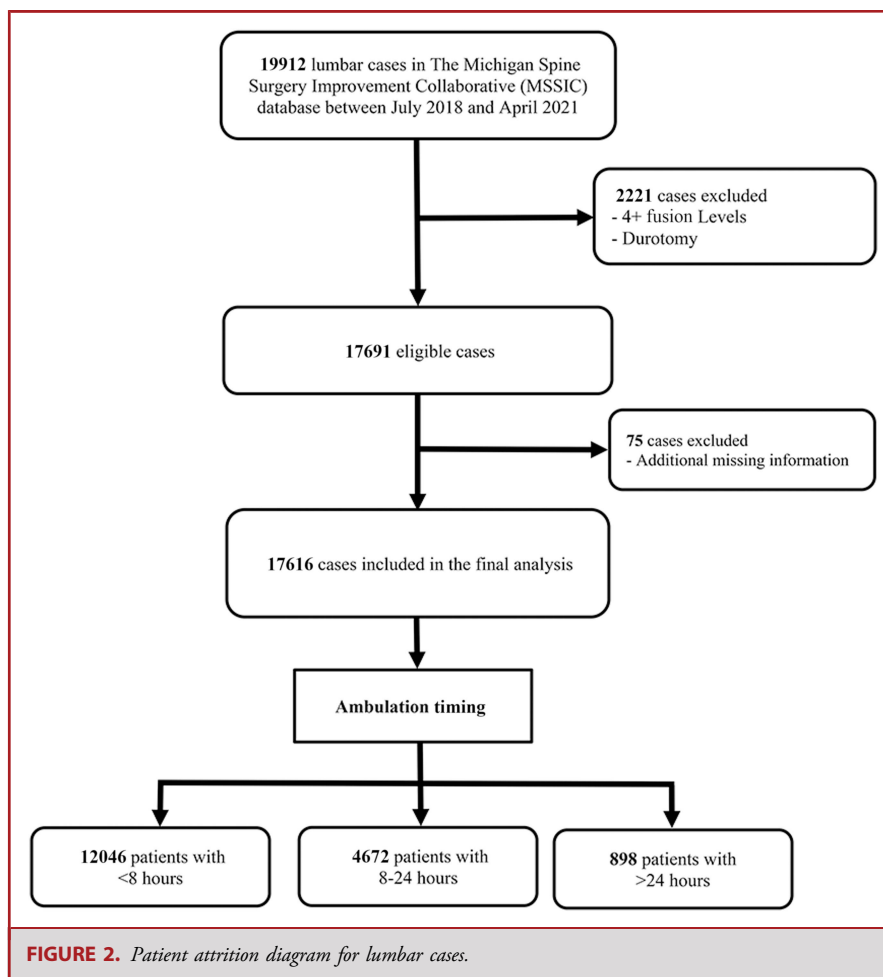 19912 lumbar cases in The Michigan Spine
Surgery Improvement Collaborative (MSSIC)
database between July 2018 and April 2021
2221 cases excluded
- 4+ fusion Levels
- Durotomy
17691 eligible cases
75 cases excluded
- Additional missing information
17616 cases included in the final analysis
Ambulation timing
12046 patients with
<8 hours
4672 patients with
8-24 hours
898 patients with
>24 hours
FIGURE 2. Patient attrition diagram for lumbar cases.